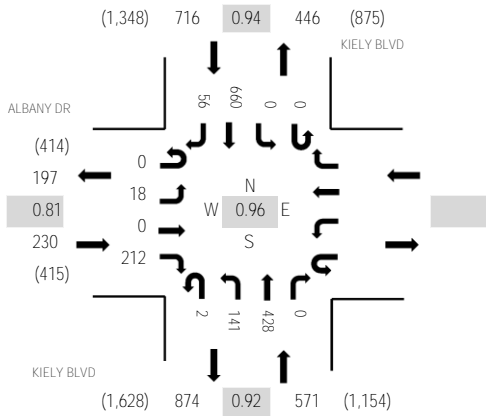 (1,348) 716 0.94 446 (875)
KIELY BLVD
56 660 0 0
ALBANY DR
(414)
197
0.81
230
(415)
0
18
0
212
N
W 0.96 E
S
2 141 428 0
KIELY BLVD
(1,628) 874 0.92 571 (1,154)